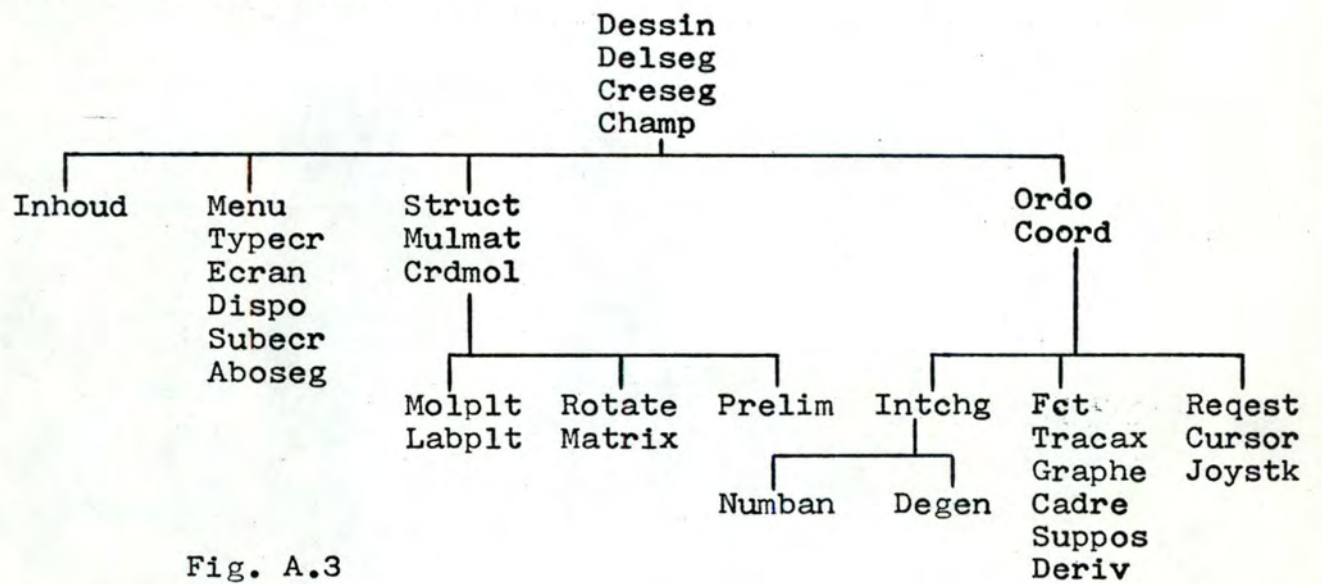 Dessin
Delseg
Creseg
Champ
Inhoud
Menu
Typecr
Ecran
Dispo
Subecr
Aboseg
Struct
Mulmat
Crdmol
Ordo
Coord
Molplt
Labplt
Rotate
Matrix
Prelim
Intchg
Fct
Tracax
Graphe
Cadre
Suppos
Deriv
Reqest
Cursor
Joystk
Numban
Degen
Fig. A.3